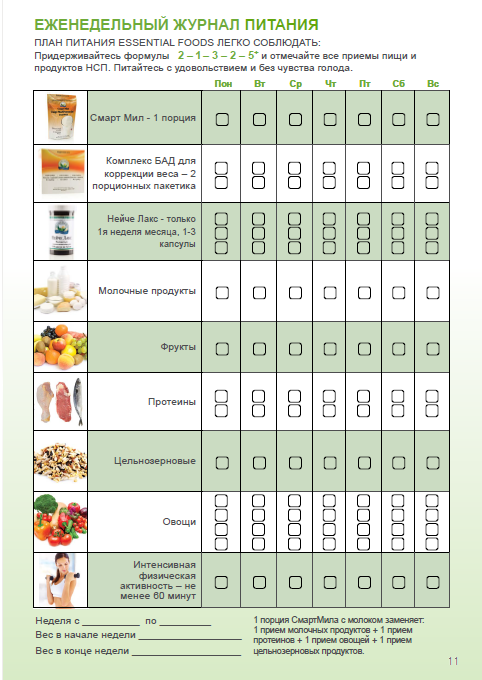 ЕЖЕНЕДЕЛЬНЫЙ ЖУРНАЛ ПИТАНИЯ
ПЛАН ПИТАНИЯ ESSENTIAL FOODS ЛЕГКО СОБЛЮДАТЬ:
Придерживайтесь формулы 2 – 1 – 3 – 2 – 5⁺ и отмечайте все приемы пищи и
продуктов НСП. Питайтесь с удовольствием и без чувства голода.
Пон Вт Ср Чт Пт Сб Вс
Смарт Мил - 1 порция
Комплекс БАД для
коррекции веса – 2
порционных пакетика
Нейче Лакс - только
1я неделя месяца, 1-3
капсулы
Молочные продукты
Фрукты
Протеины
Цельнозерновые
Овощи
Интенсивная
физическая
активность – не
менее 60 минут
Неделя с __________ по __________
Вес в начале недели ____________________
Вес в конце недели _____________________
1 порция СмартМила с молоком заменяет:
1 прием молочных продуктов + 1 прием
протеинов + 1 прием овощей + 1 прием
цельнозерновых продуктов.
11